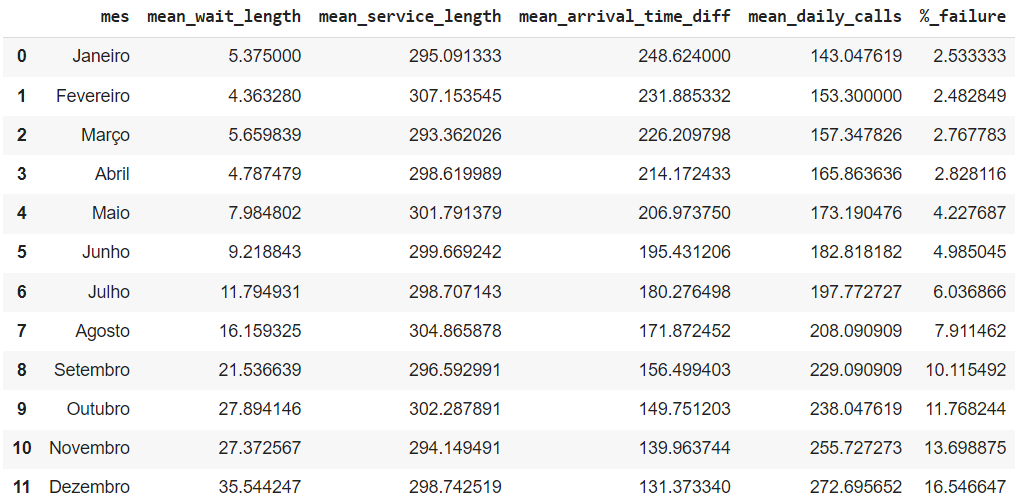 mes mean_wait_length mean_service_length mean_arrival_time_diff mean_daily_calls %_failure
0 Janeiro 5.375000 295.091333 248.624000 143.047619 2.533333
1 Fevereiro 4.363280 307.153545 231.885332 153.300000 2.482849
2 Março 5.659839 293.362026 226.209798 157.347826 2.767783
3 Abril 4.787479 298.619989 214.172433 165.863636 2.828116
4 Maio 7.984802 301.791379 206.973750 173.190476 4.227687
5 Junho 9.218843 299.669242 195.431206 182.818182 4.985045
6 Julho 11.794931 298.707143 180.276498 197.772727 6.036866
7 Agosto 16.159325 304.865878 171.872452 208.090909 7.911462
8 Setembro 21.536639 296.592991 156.499403 229.090909 10.115492
9 Outubro 27.894146 302.287891 149.751203 238.047619 11.768244
10 Novembro 27.372567 294.149491 139.963744 255.727273 13.698875
11 Dezembro 35.544247 298.742519 131.373340 272.695652 16.546647